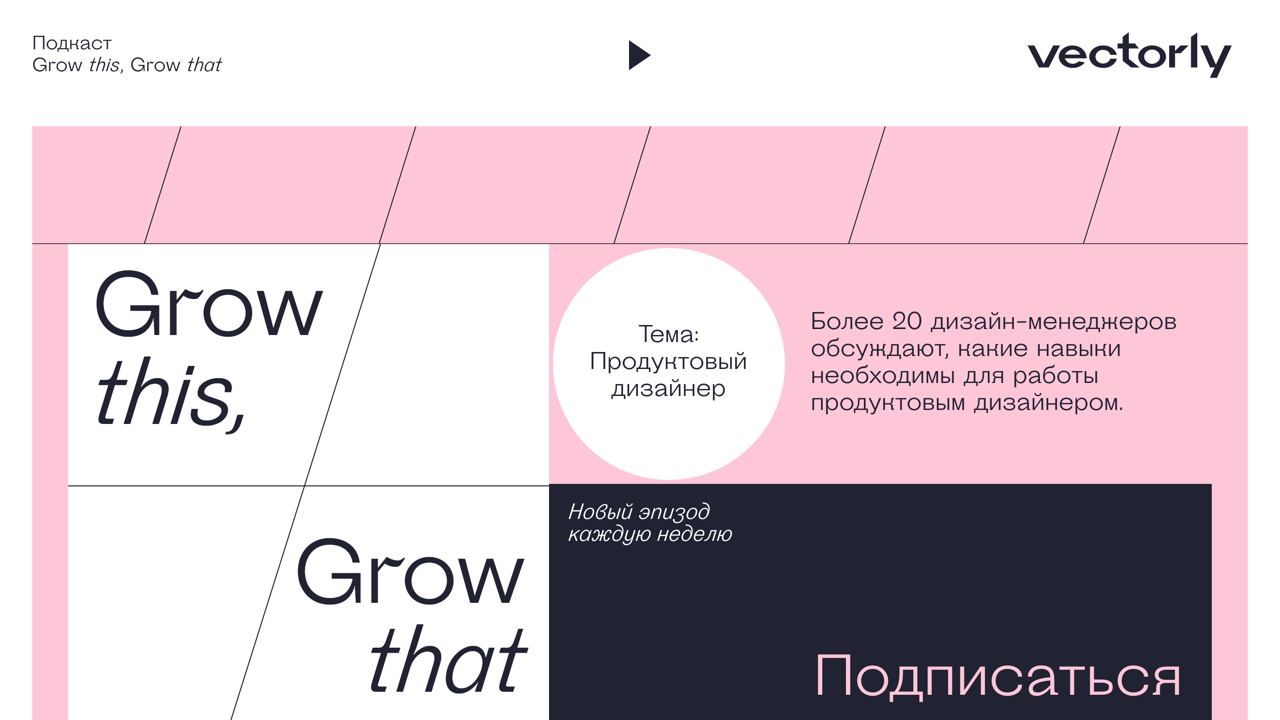 Подкаст
Grow this, Grow that
vectorly
Grow
this,
Тема:
Продуктовый
дизайнер
Более 20 дизайн-менеджеров
обсуждают, какие навыки
необходимы для работы
продуктовым дизайнером.
Grow
that
Новый эпизод
каждую неделю
Подписаться